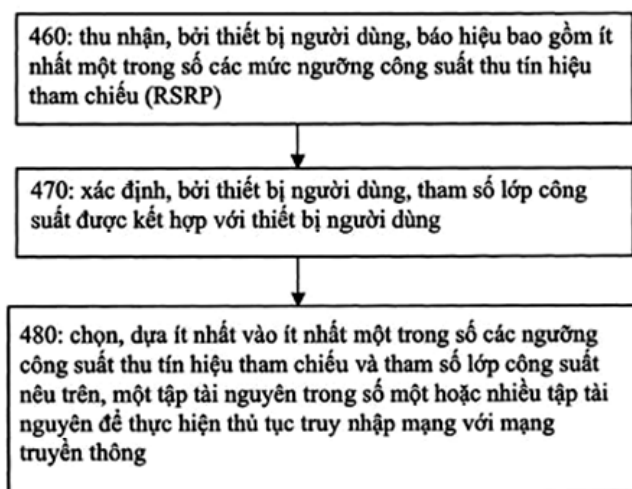 460: thu nhận, bởi thiết bị người dùng, báo hiệu bao gồm ít
nhất một trong số các mức ngưỡng công suất thu tín hiệu
tham chiếu (RSRP)
470: xác định, bởi thiết bị người dùng, tham số lớp công
suất được kết hợp với thiết bị người dùng
480: chọn, dựa ít nhất vào ít nhất một trong số các ngưỡng
công suất thu tín hiệu tham chiếu và tham số lớp công suất
nêu trên, một tập tài nguyên trong số một hoặc nhiều tập tài
nguyên để thực hiện thủ tục truy nhập mạng với mạng
truyền thông